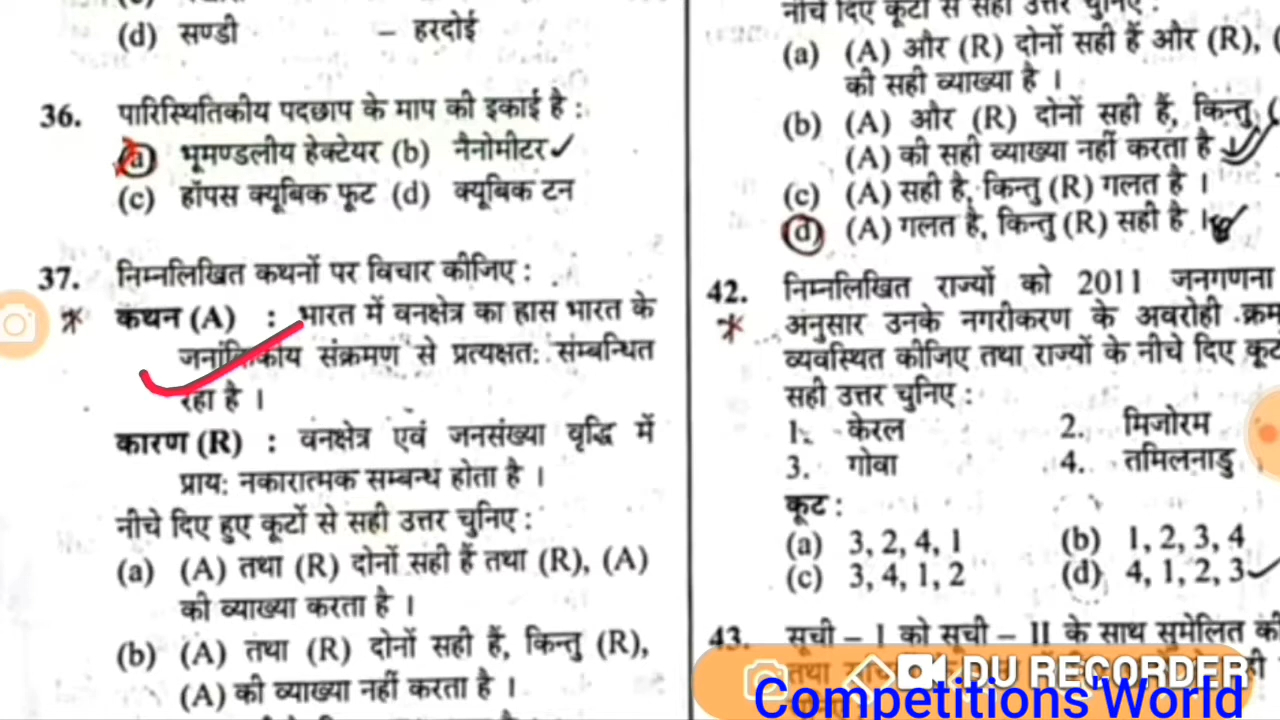 (d) सण्डी – हरदोई
36. पारिस्थितिकीय पदछाप के माप की इकाई है :
(a) भूमण्डलीय हेक्टेयर (b) नैनोमीटर
(c) हॉपस क्यूबिक फूट (d) क्यूबिक टन
37. निम्नलिखित कथनों पर विचार कीजिए :
कथन (A) : भारत में वनक्षेत्र का ह्रास भारत के
जनांकिकीय संक्रमण से प्रत्यक्षत: सम्बन्धित
रहा है ।
कारण (R) : वनक्षेत्र एवं जनसंख्या वृद्धि में
प्राय: नकारात्मक सम्बन्ध होता है ।
नीचे दिए हुए कूटों से सही उत्तर चुनिए :
(a) (A) तथा (R) दोनों सही हैं तथा (R), (A)
की व्याख्या करता है ।
(b) (A) तथा (R) दोनों सही हैं, किन्तु (R),
(A) की व्याख्या नहीं करता है ।
नीचे दिए कूटों से सही उत्तर चुनिए :
(a) (A) और (R) दोनों सही हैं और (R),
की सही व्याख्या है ।
(b) (A) और (R) दोनों सही हैं, किन्तु
(A) की सही व्याख्या नहीं करता है
(c) (A) सही है, किन्तु (R) गलत है ।
(d) (A) गलत है, किन्तु (R) सही है ।
42. निम्नलिखित राज्यों को 2011 जनगणना
अनुसार उनके नगरीकरण के अवरोही क्रम
व्यवस्थित कीजिए तथा राज्यों के नीचे दिए कूट
सही उत्तर चुनिए :
1. केरल 2. मिजोरम
3. गोवा 4. तमिलनाडु
कूट :
(a) 3, 2, 4, 1 (b) 1, 2, 3, 4
(c) 3, 4, 1, 2 (d) 4, 1, 2, 3
43. सूची – I को सूची – II के साथ सुमेलित की
तथा
DU RECORDER
Competitions World